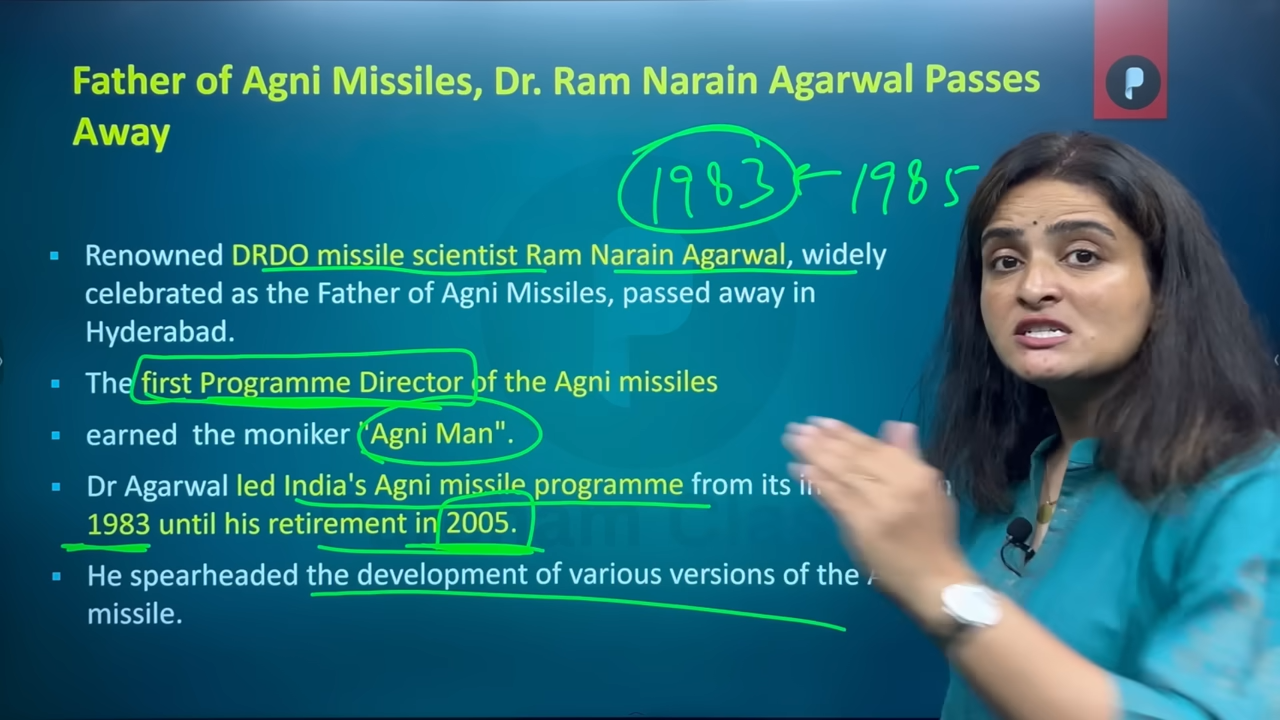 Father of Agni Missiles, Dr. Ram Narain Agarwal Passes
Away
1983 ← 1985
Renowned DRDO missile scientist Ram Narain Agarwal, widely
celebrated as the Father of Agni Missiles, passed away in
Hyderabad.
The first Programme Director of the Agni missiles
earned the moniker "Agni Man".
Dr Agarwal led India's Agni missile programme from its
1983 until his retirement in 2005.
He spearheaded the development of various versions of the
missile.